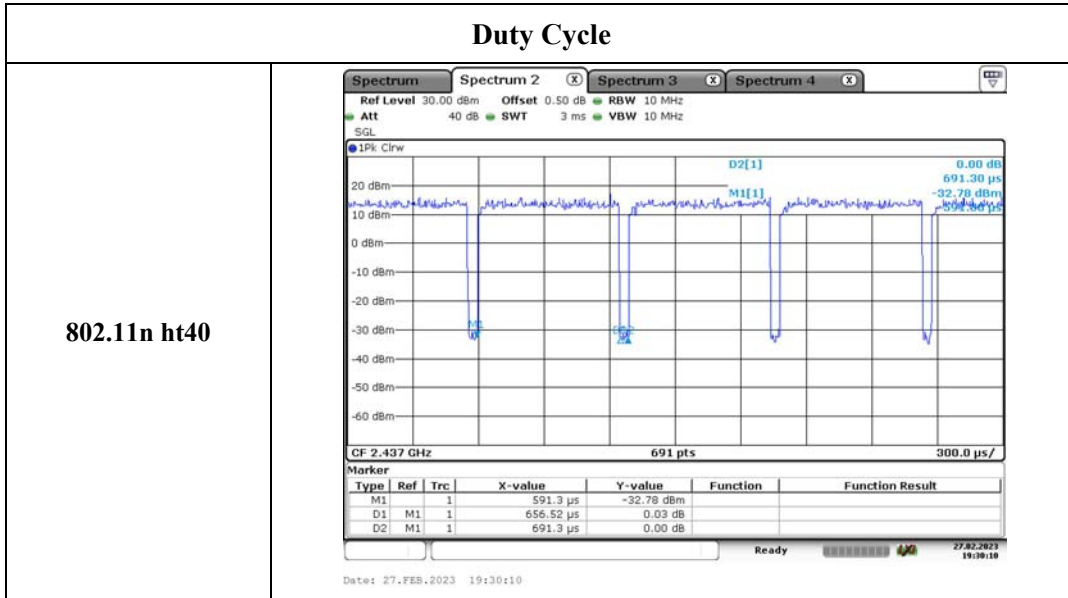 Duty Cycle
802.11n ht40
Spectrum Spectrum 2 X Spectrum 3 X Spectrum 4 X
Ref Level 30.00 dBm Offset 0.50 dB RBW 10 MHz
Att 40 dB SWT 3 ms VBW 10 MHz
SGL
1Pk Clrw
D2[1] 0.00 dB
691.30 µs
M1[1] -32.78 dBm
20 dBm
10 dBm
0 dBm
-10 dBm
-20 dBm
-30 dBm
-40 dBm
-50 dBm
-60 dBm
M1
CF 2.437 GHz 691 pts 300.0 µs/
Marker
Type Ref Trc X-value Y-value Function Function Result
M1 1 591.3 µs -32.78 dBm
D1 M1 1 656.52 µs 0.03 dB
D2 M1 1 691.3 µs 0.00 dB
Ready 27.02.2023
19:30:10
Date: 27.FEB.2023 19:30:10